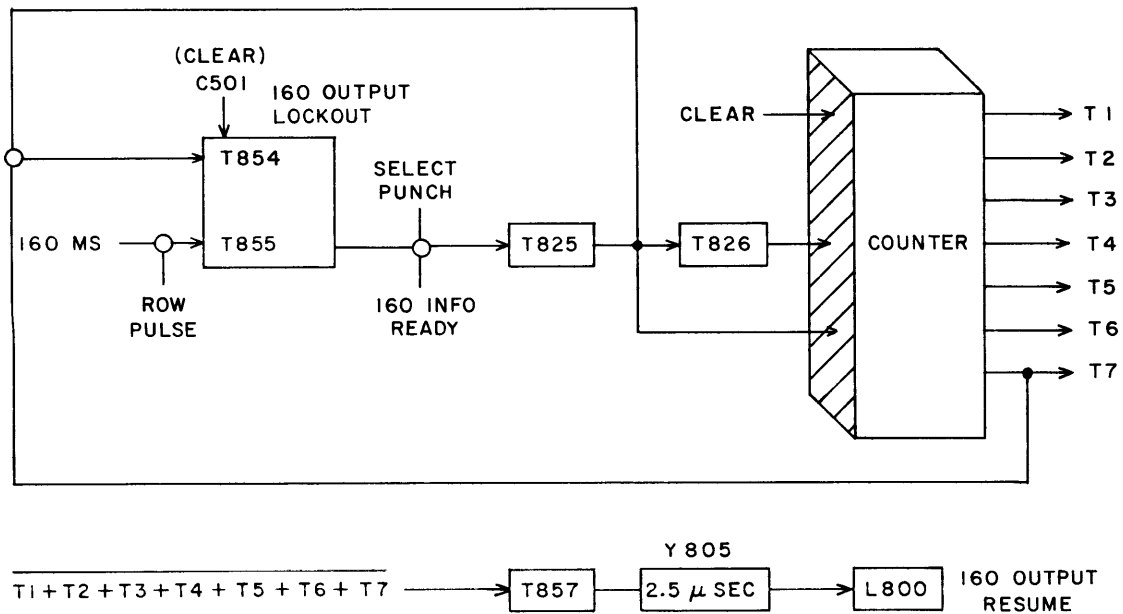 (CLEAR)
C501
160 OUTPUT
LOCKOUT
T854
T855
160 MS
ROW
PULSE
SELECT
PUNCH
160 INFO
READY
T825
T826
CLEAR
COUNTER
T1
T2
T3
T4
T5
T6
T7
T1 + T2 + T3 + T4 + T5 + T6 + T7
T857
Y805
2.5 μ SEC
L800
160 OUTPUT
RESUME